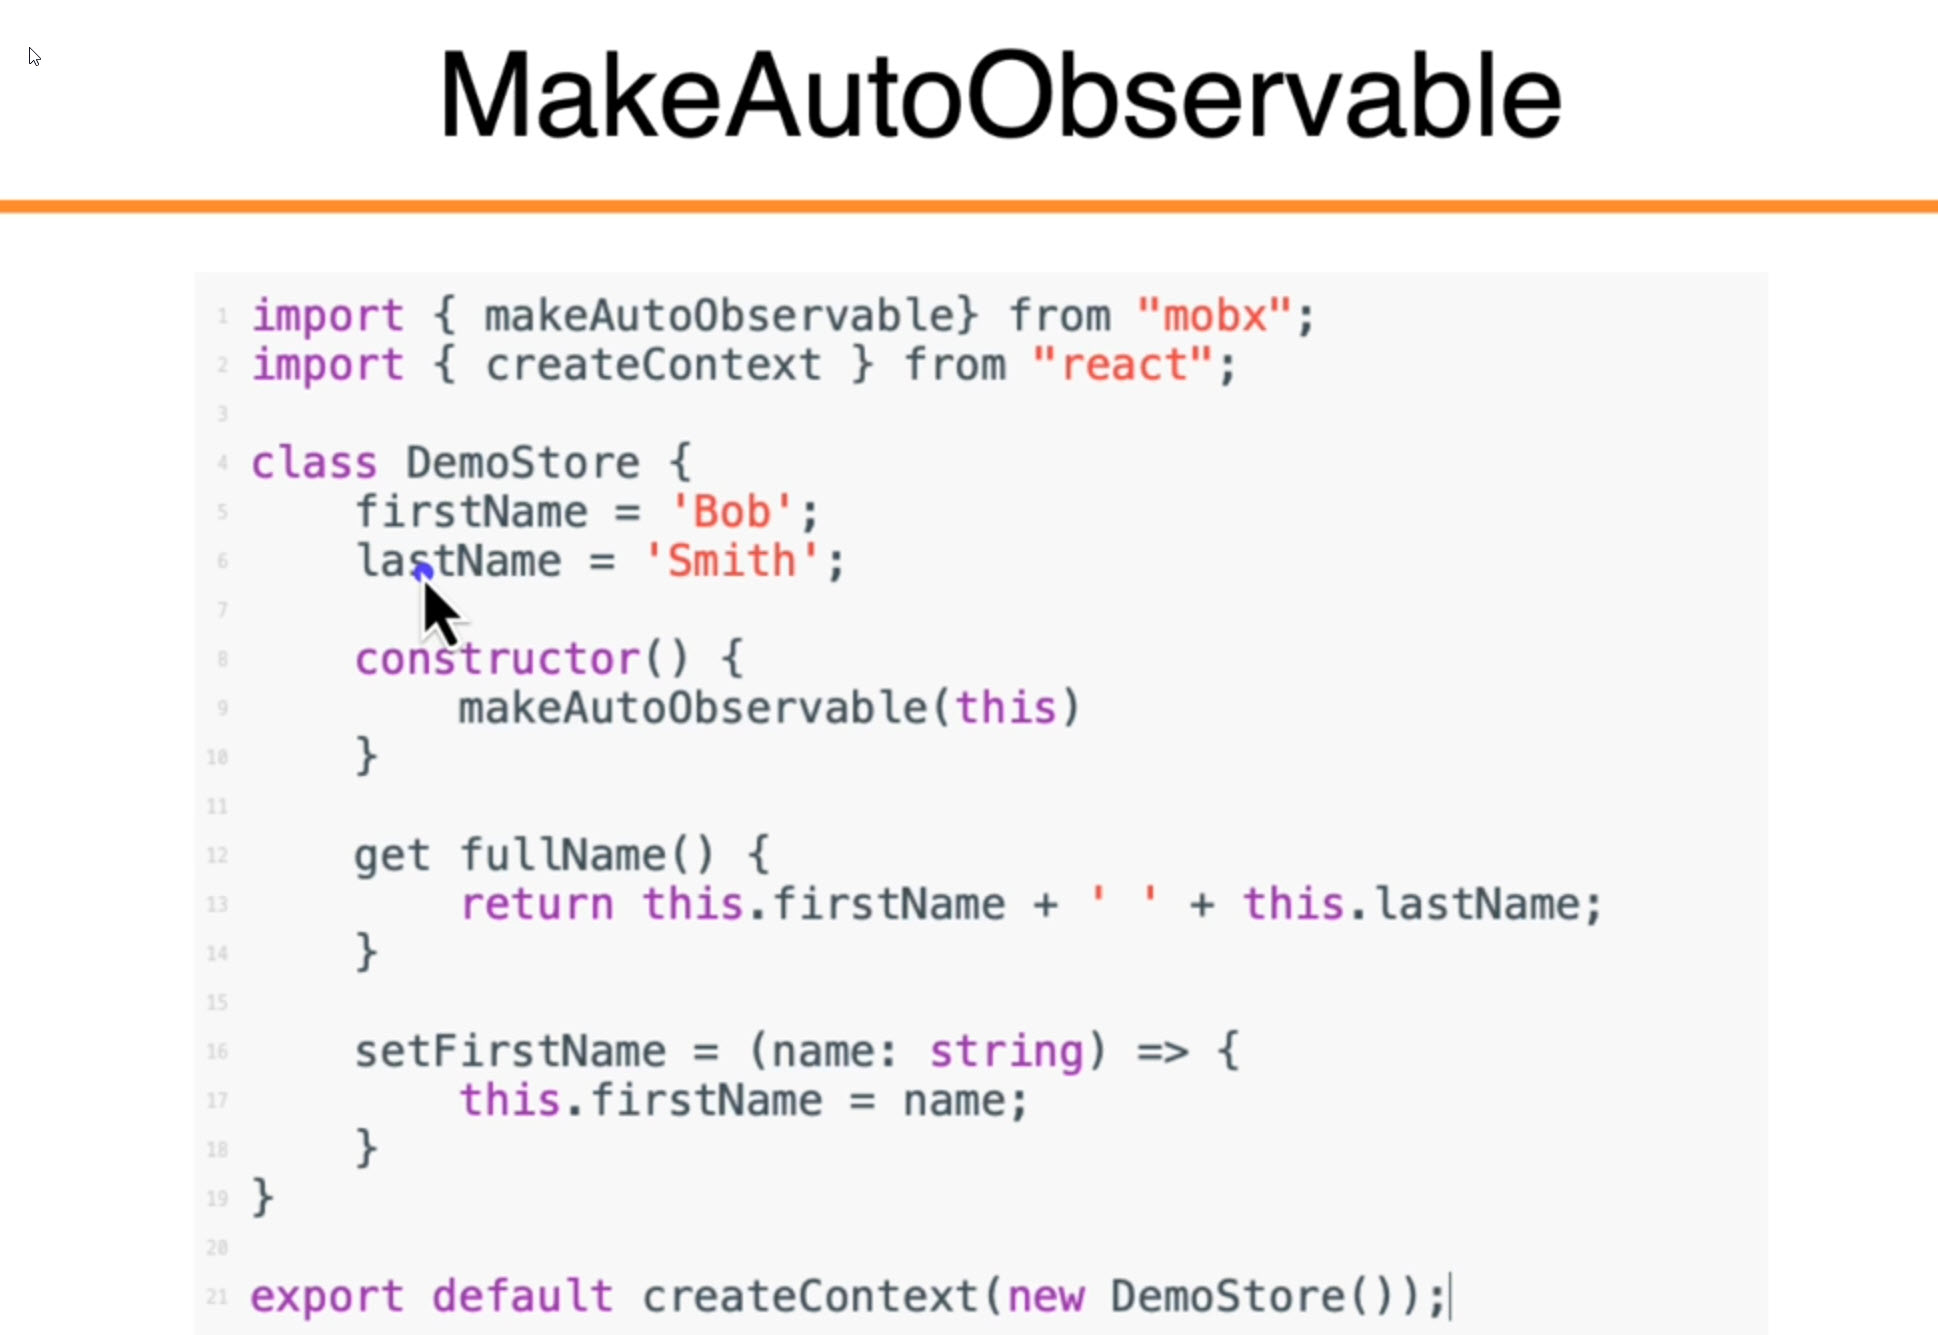 MakeAutoObservable
1 import { makeAutoObservable} from "mobx";
2 import { createContext } from "react";
3
4 class DemoStore {
5     firstName = 'Bob';
6     lastName = 'Smith';
7
8     constructor() {
9         makeAutoObservable(this)
10     }
11
12     get fullName() {
13         return this.firstName + ' ' + this.lastName;
14     }
15
16     setFirstName = (name: string) => {
17         this.firstName = name;
18     }
19 }
20
21 export default createContext(new DemoStore());